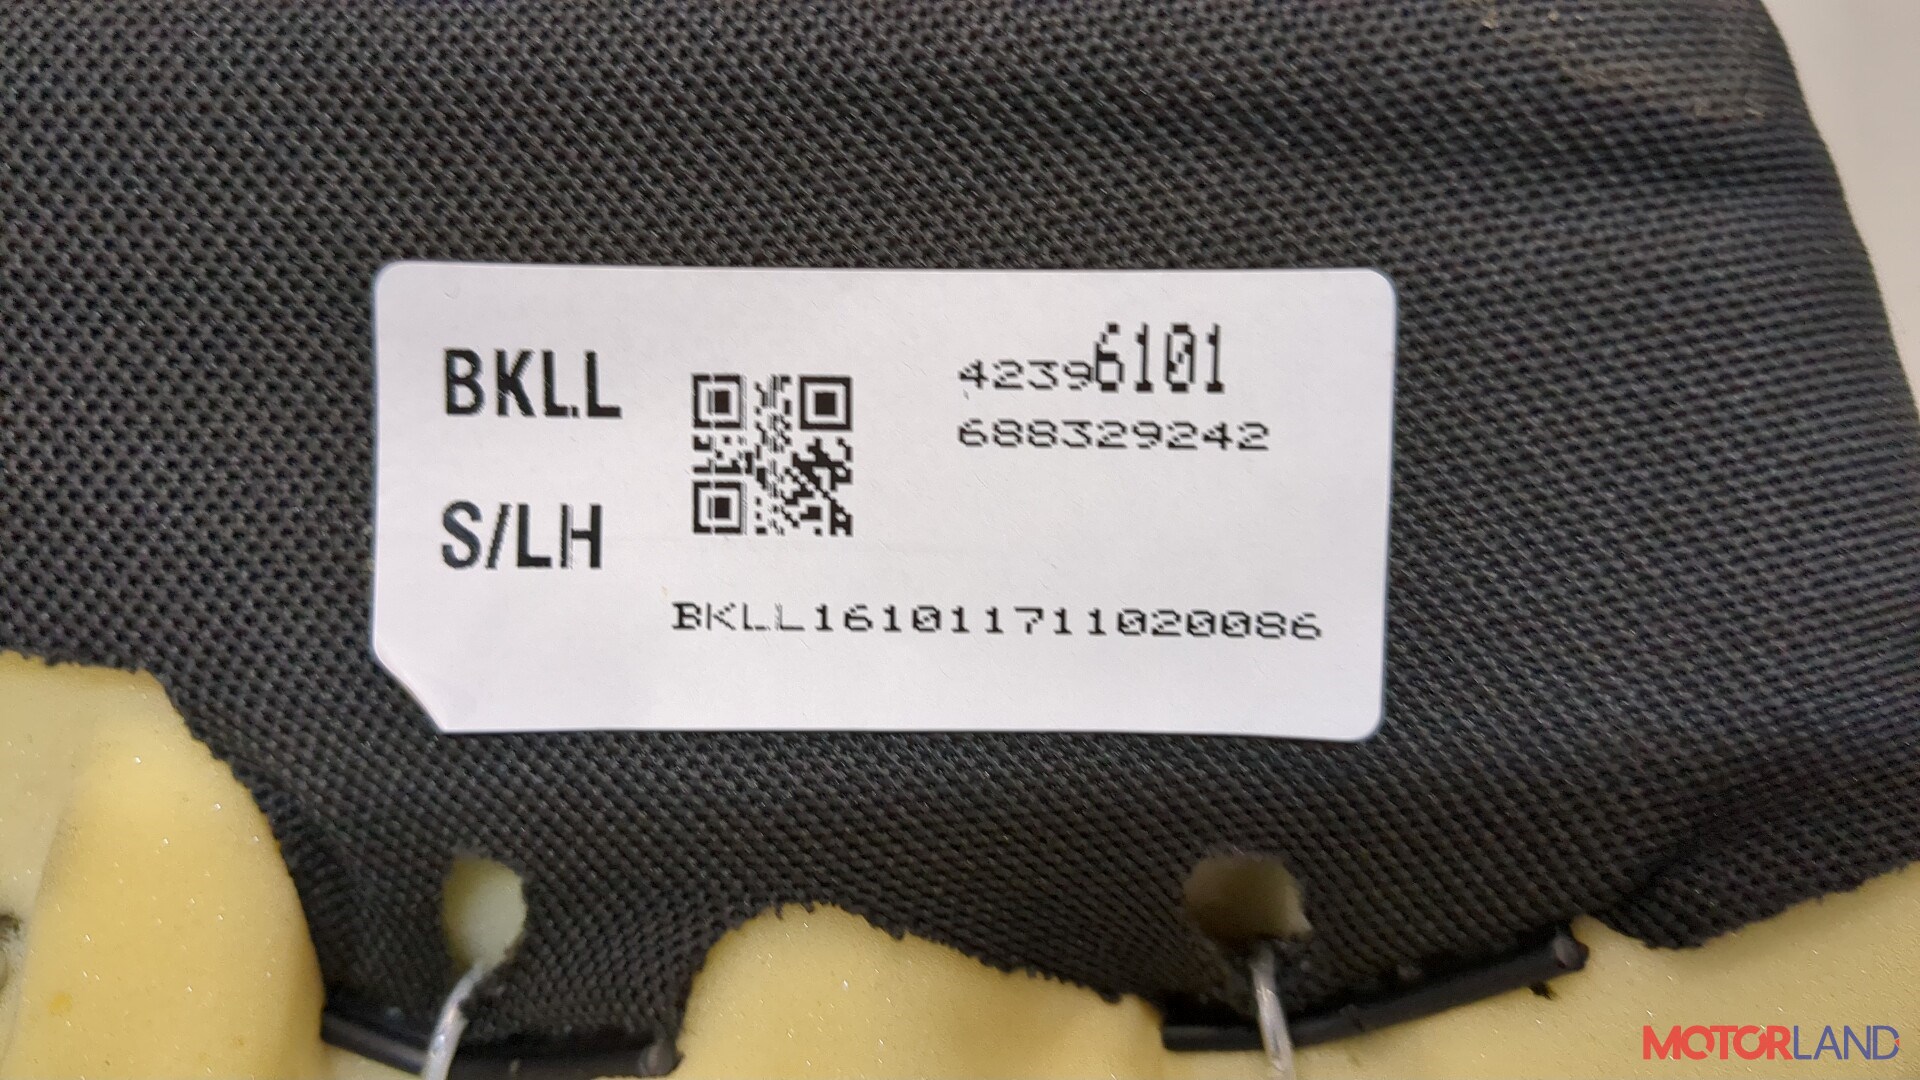 BKLL
42396101
688329242
S/LH
BKLL161011711020086
MOTORLAND